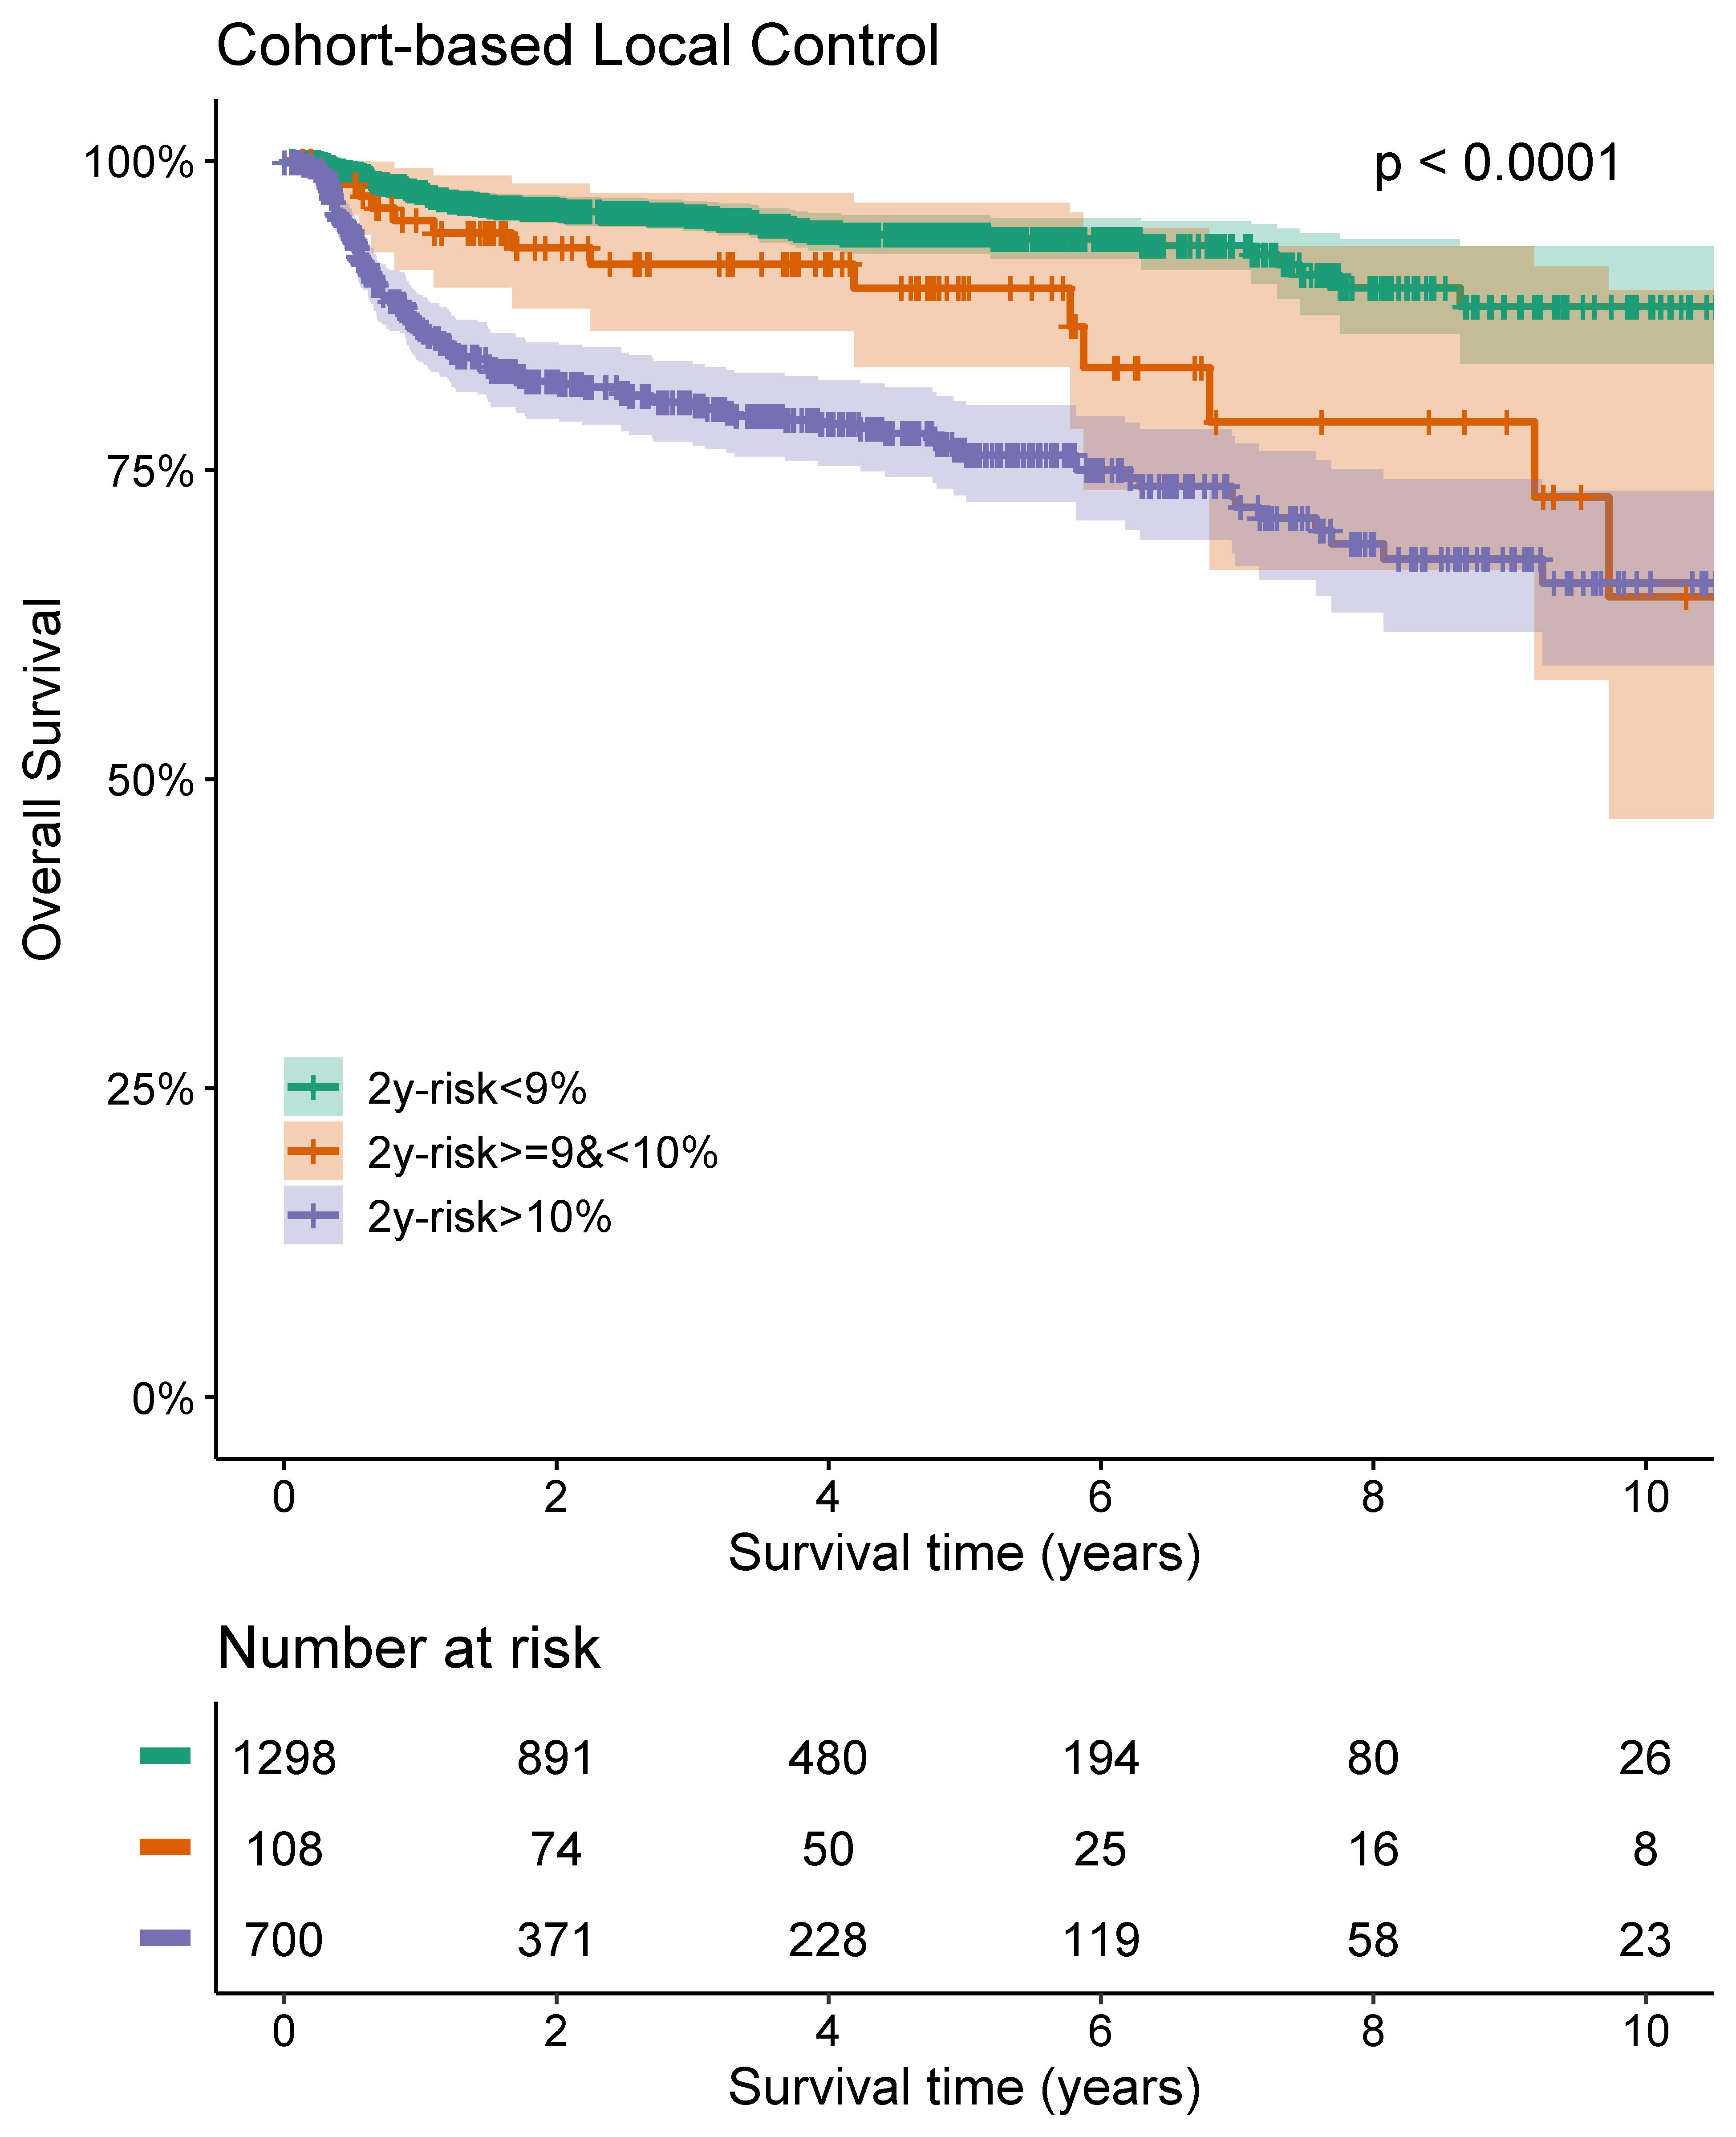 Cohort-based Local Control
p < 0.0001
100%
75%
50%
25%
0%
Overall Survival
2y-risk<9%
2y-risk>=9&<10%
2y-risk>10%
0 2 4 6 8 10
Survival time (years)
Number at risk
1298 891 480 194 80 26
108 74 50 25 16 8
700 371 228 119 58 23
0 2 4 6 8 10
Survival time (years)